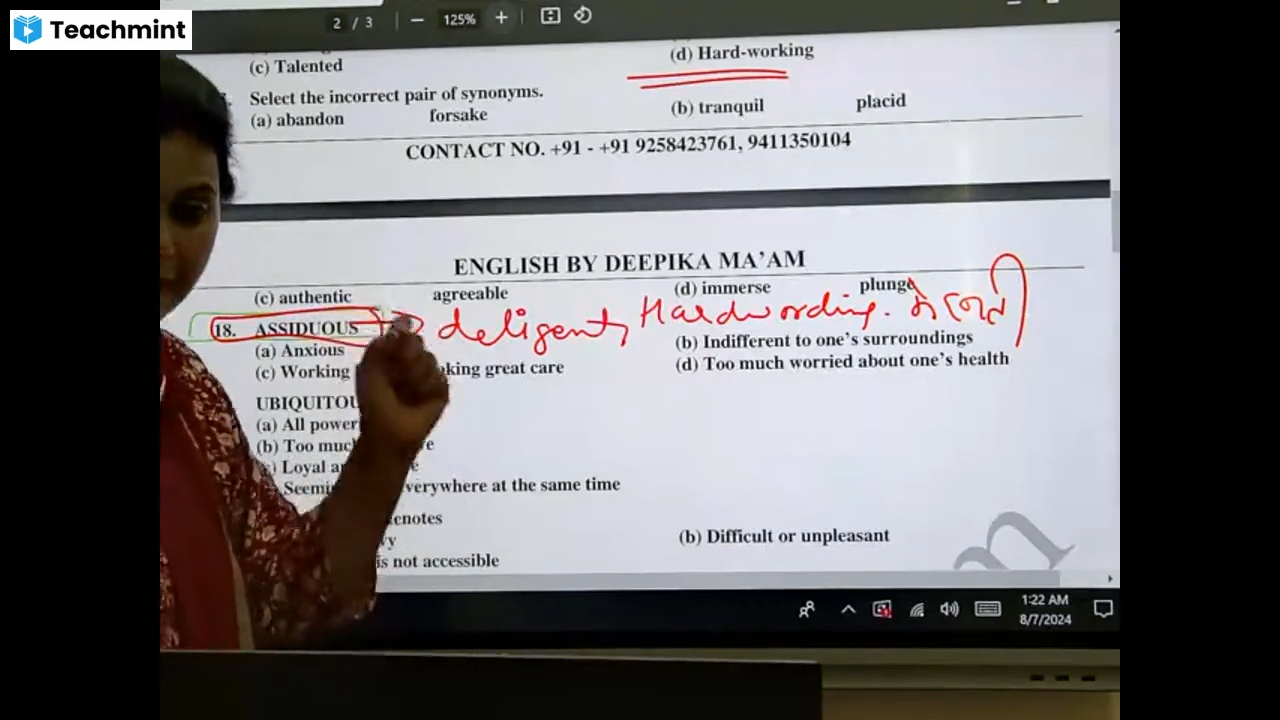 Teachmint
2 / 3 — 125% +
(c) Talented
(d) Hard-working
Select the incorrect pair of synonyms.
(a) abandon forsake
(b) tranquil placid
CONTACT NO. +91 - +91 9258423761, 9411350104
ENGLISH BY DEEPIKA MA'AM
(c) authentic agreeable
(d) immerse plunge
deligent, Hardwording.
18. ASSIDUOUS
(a) Anxious
(b) Indifferent to one's surroundings
(c) Working king great care
(d) Too much worried about one's health
UBIQUITOU
(a) All power
(b) Too muc e
Loyal a e
Seemi verywhere at the same time
enotes
vy
(b) Difficult or unpleasant
is not accessible
1:22 AM
8/7/2024